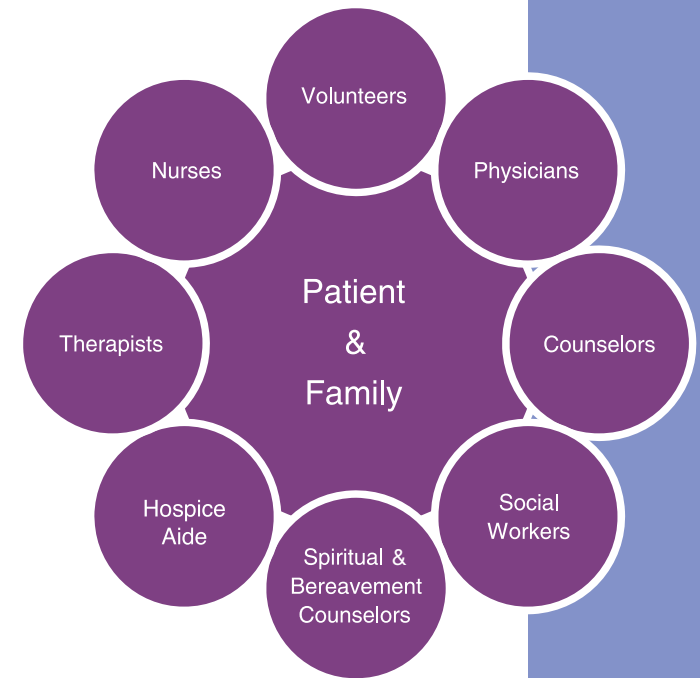 Volunteers
Nurses
Physicians
Patient
&
Family
Therapists
Counselors
Hospice
Aide
Social
Workers
Spiritual &
Bereavement
Counselors